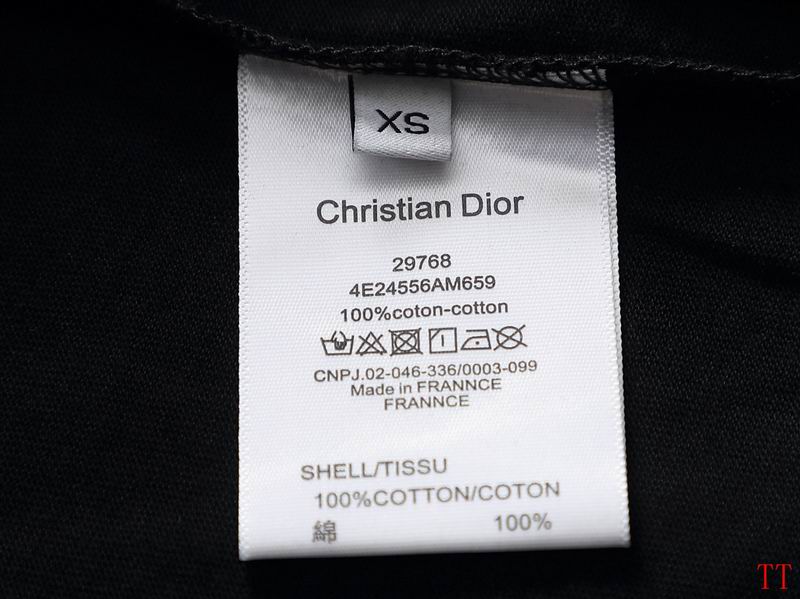 XS
Christian Dior
29768
4E24556AM659
100%coton-cotton
CNPJ.02-046-336/0003-099
Made in FRANNCE
FRANNCE
SHELL/TISSU
100%COTTON/COTON
綿 100%
TT